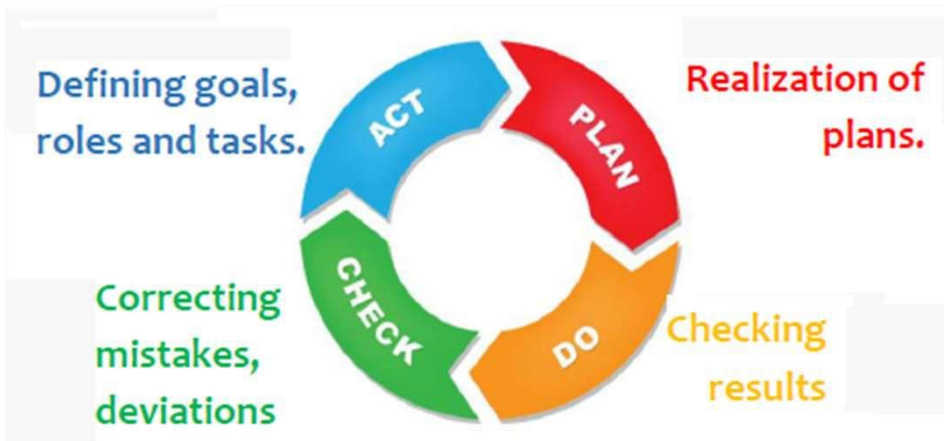 Defining goals,
roles and tasks.
ACT
PLAN
Realization of
plans.
Correcting
mistakes,
deviations
CHECK
DO
Checking
results